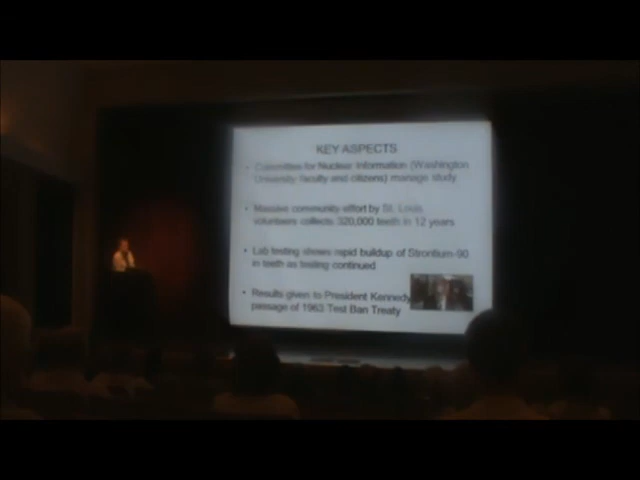 KEY ASPECTS
• Committee for Nuclear Information (Washington
University faculty and citizens) manage study
• Massive community effort by St. Louis
volunteers collects 320,000 teeth in 12 years
• Lab testing shows rapid buildup of Strontium-90
in teeth as testing continued
• Results given to President Kennedy
passage of 1963 Test Ban Treaty